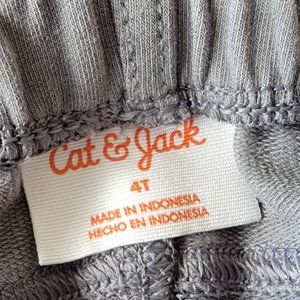 Cat & Jack
4T
MADE IN INDONESIA
HECHO EN INDONESIA